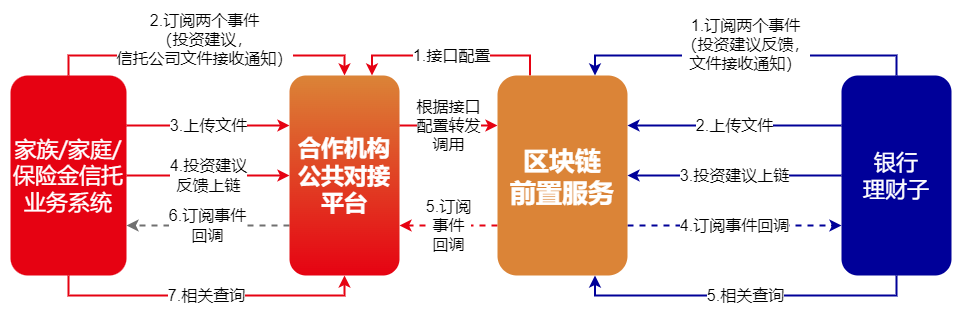 2.订阅两个事件
（投资建议，
信托公司文件接收通知）
1.接口配置
1.订阅两个事件
（投资建议反馈，
文件接收通知）
家族/家庭/
保险金信托
业务系统
3.上传文件
4.投资建议
反馈上链
6.订阅事件
回调
7.相关查询
合作机构
公共对接
平台
根据接口
配置转发
调用
5.订阅
事件
回调
区块链
前置服务
2.上传文件
3.投资建议上链
4.订阅事件回调
5.相关查询
银行
理财子